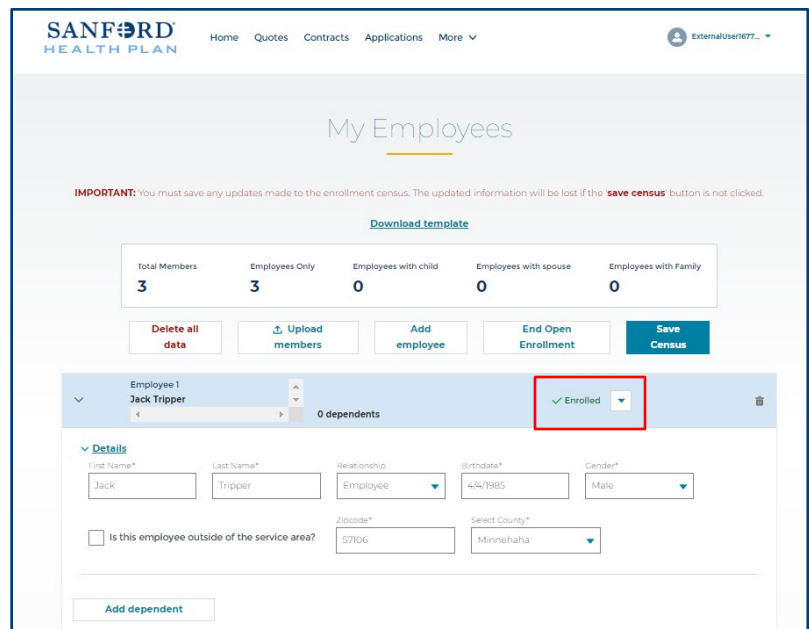 SANFORD
HEALTH PLAN
Home Quotes Contracts Applications More
ExternalUser1677...
My Employees
IMPORTANT: You must save any updates made to the enrollment census. The updated information will be lost if the 'save census' button is not clicked.
Download template
Total Members Employees Only Employees with child Employees with spouse Employees with Family
3 3 0 0 0
Delete all Upload Add End Open Save
data members employee Enrollment Census
Employee 1
Jack Tripper
0 dependents
Enrolled
Details
First Name* Last Name* Relationship Birthdate* Gender*
Jack Tripper Employee 4/4/1985 Male
Zipcode* Select County*
Is this employee outside of the service area? 57106 Minnehaha
Add dependent